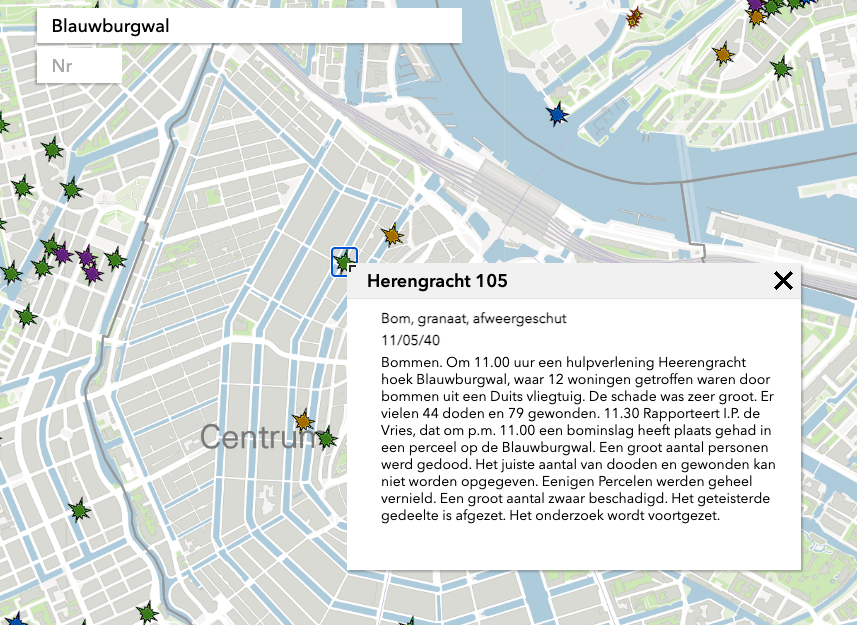 Blauwburgwal
Nr
Herengracht 105
Bom, granaat, afweergeschut
11/05/40
Bommen. Om 11.00 uur een hulpverlening Heerengracht
hoek Blauwburgwal, waar 12 woningen getroffen waren door
bommen uit een Duits vliegtuig. De schade was zeer groot. Er
vielen 44 doden en 79 gewonden. 11.30 Rapporteert I.P. de
Vries, dat om p.m. 11.00 een bominslag heeft plaats gehad in
een perceel op de Blauwburgwal. Een groot aantal personen
werd gedood. Het juiste aantal van dooden en gewonden kan
niet worden opgegeven. Eenigen Percelen werden geheel
vernield. Een groot aantal zwaar beschadigd. Het geteisterde
gedeelte is afgezet. Het onderzoek wordt voortgezet.
Centrum